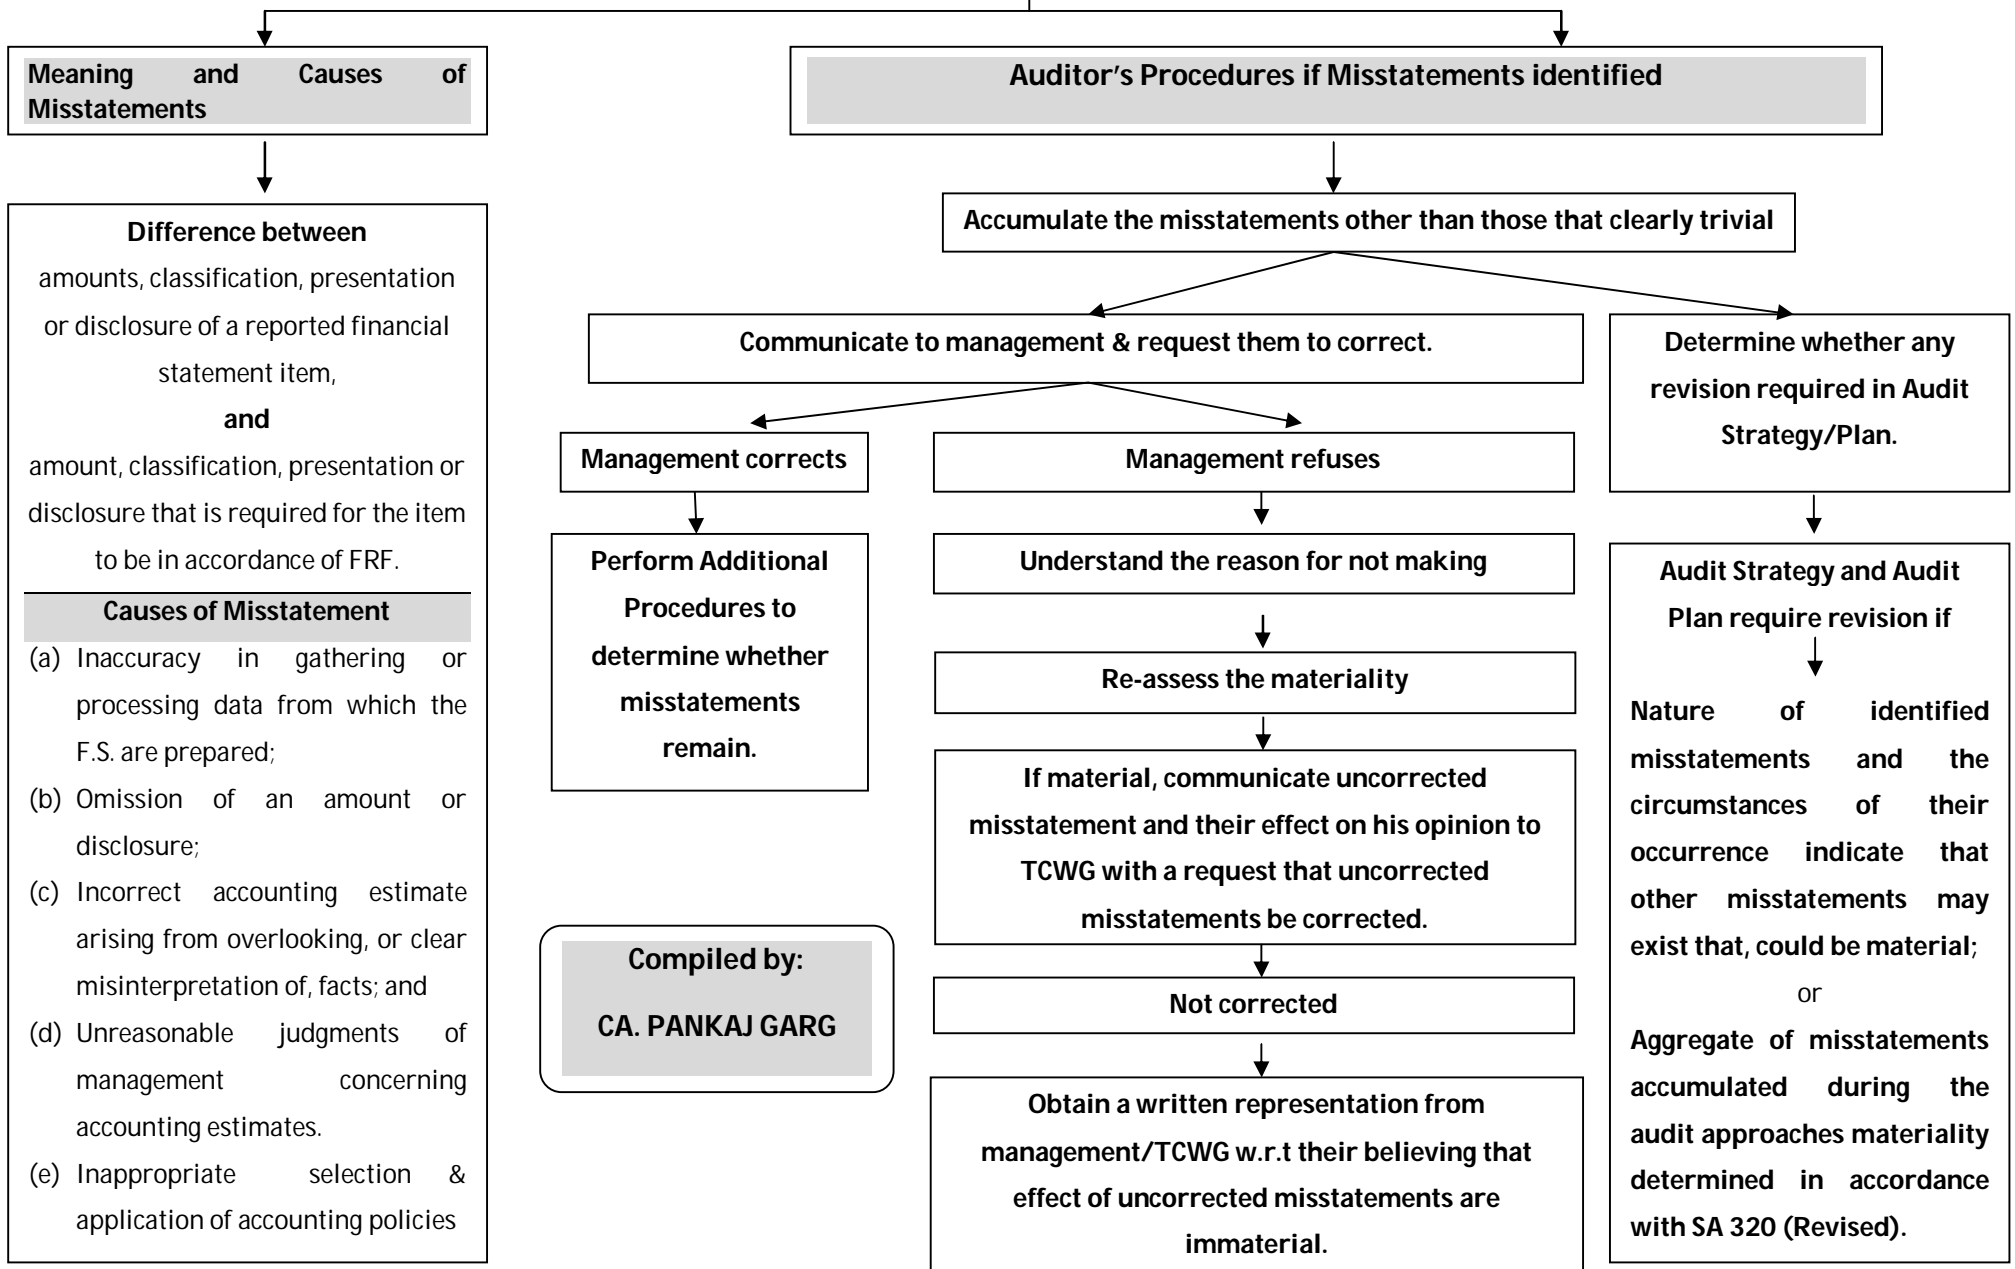 Meaning and Causes of
Misstatements
Difference between
amounts, classification, presentation
or disclosure of a reported financial
statement item,
and
amount, classification, presentation or
disclosure that is required for the item
to be in accordance of FRF.
Causes of Misstatement
(a) Inaccuracy in gathering or
processing data from which the
F.S. are prepared;
(b) Omission of an amount or
disclosure;
(c) Incorrect accounting estimate
arising from overlooking, or clear
misinterpretation of, facts; and
(d) Unreasonable judgments of
management concerning
accounting estimates.
(e) Inappropriate selection &
application of accounting policies
Auditor's Procedures if Misstatements identified
Accumulate the misstatements other than those that clearly trivial
Communicate to management & request them to correct.
Management corrects
Perform Additional
Procedures to
determine whether
misstatements
remain.
Management refuses
Understand the reason for not making
Re-assess the materiality
If material, communicate uncorrected
misstatement and their effect on his opinion to
TCWG with a request that uncorrected
misstatements be corrected.
Not corrected
Obtain a written representation from
management/TCWG w.r.t their believing that
effect of uncorrected misstatements are
immaterial.
Determine whether any
revision required in Audit
Strategy/Plan.
Audit Strategy and Audit
Plan require revision if
Nature of identified
misstatements and the
circumstances of their
occurrence indicate that
other misstatements may
exist that, could be material;
or
Aggregate of misstatements
accumulated during the
audit approaches materiality
determined in accordance
with SA 320 (Revised).
Compiled by:
CA. PANKAJ GARG